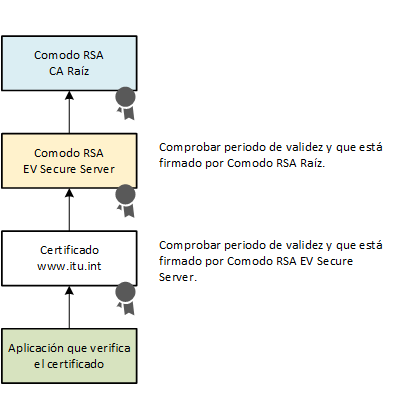 Comodo RSA
CA Raíz
Comodo RSA
EV Secure Server
Comprobar periodo de validez y que está
firmado por Comodo RSA Raíz.
Certificado
www.itu.int
Comprobar periodo de validez y que está
firmado por Comodo RSA EV Secure
Server.
Aplicación que verifica
el certificado